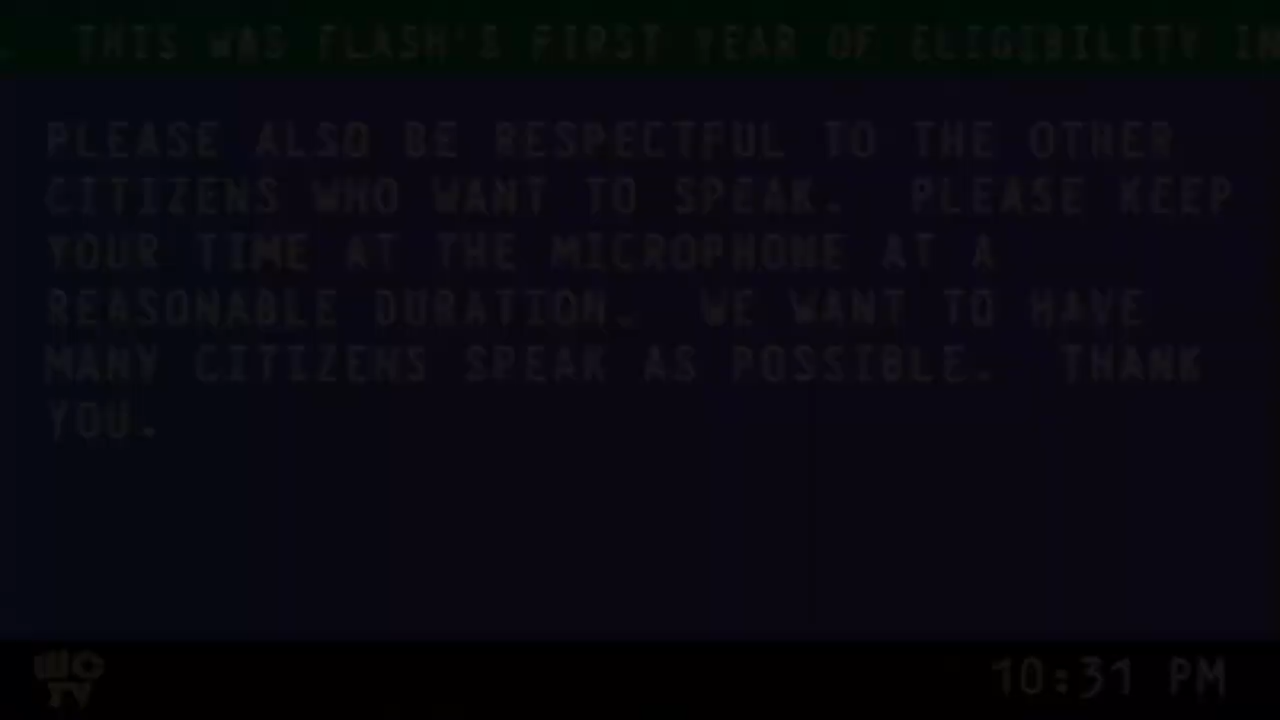 THIS WAS FLASH'S FIRST YEAR OF ELIGIBILITY IN
PLEASE ALSO BE RESPECTFUL TO THE OTHER
CITIZENS WHO WANT TO SPEAK. PLEASE KEEP
YOUR TIME AT THE MICROPHONE AT A
REASONABLE DURATION. WE WANT TO HAVE
MANY CITIZENS SPEAK AS POSSIBLE. THANK
YOU.
WC
TV
10:31 PM